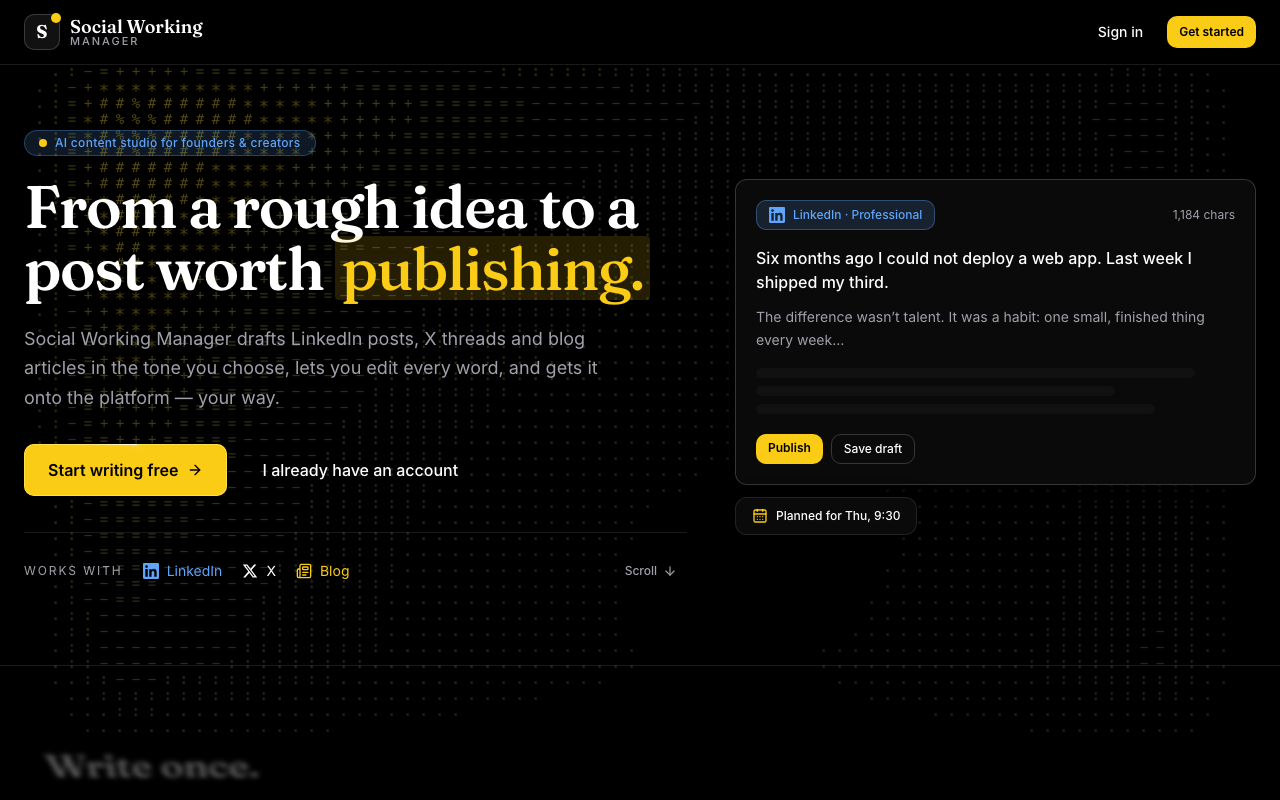 S
Social Working
MANAGER
Sign in
Get started
AI content studio for founders & creators
From a rough idea to a
post worth publishing.
Social Working Manager drafts LinkedIn posts, X threads and blog
articles in the tone you choose, lets you edit every word, and gets it
onto the platform — your way.
Start writing free →
I already have an account
WORKS WITH
LinkedIn
X
Blog
Scroll ↓
LinkedIn · Professional
1,184 chars
Six months ago I could not deploy a web app. Last week I
shipped my third.
The difference wasn’t talent. It was a habit: one small, finished thing
every week…
Publish
Save draft
Planned for Thu, 9:30
Write once.